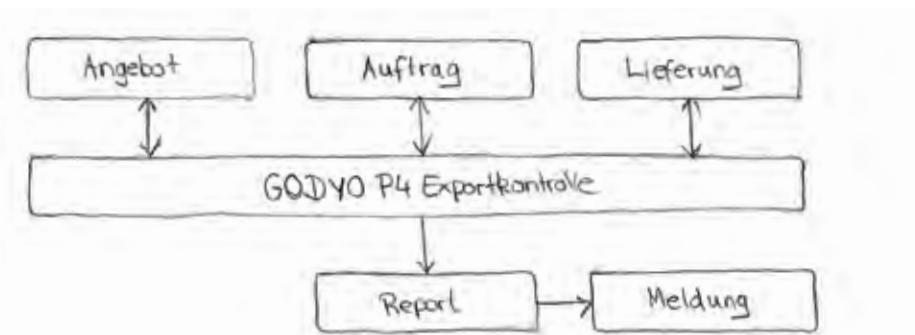 Angebot
Auftrag
Lieferung
GODYO P4 Exportkontrolle
Report
Meldung